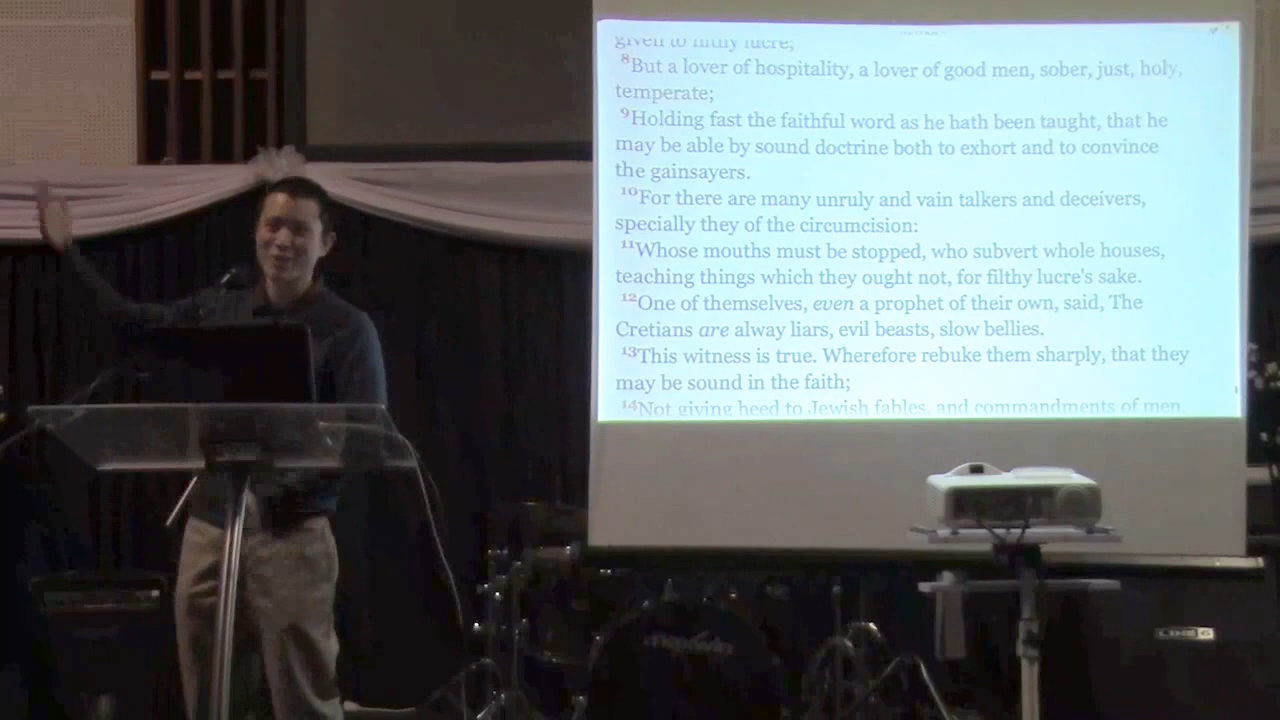 given to filthy lucre;
8But a lover of hospitality, a lover of good men, sober, just, holy,
temperate;
9Holding fast the faithful word as he hath been taught, that he
may be able by sound doctrine both to exhort and to convince
the gainsayers.
10For there are many unruly and vain talkers and deceivers,
specially they of the circumcision:
11Whose mouths must be stopped, who subvert whole houses,
teaching things which they ought not, for filthy lucre's sake.
12One of themselves, even a prophet of their own, said, The
Cretians are alway liars, evil beasts, slow bellies.
13This witness is true. Wherefore rebuke them sharply, that they
may be sound in the faith;
14Not giving heed to Jewish fables, and commandments of men
LINE 6